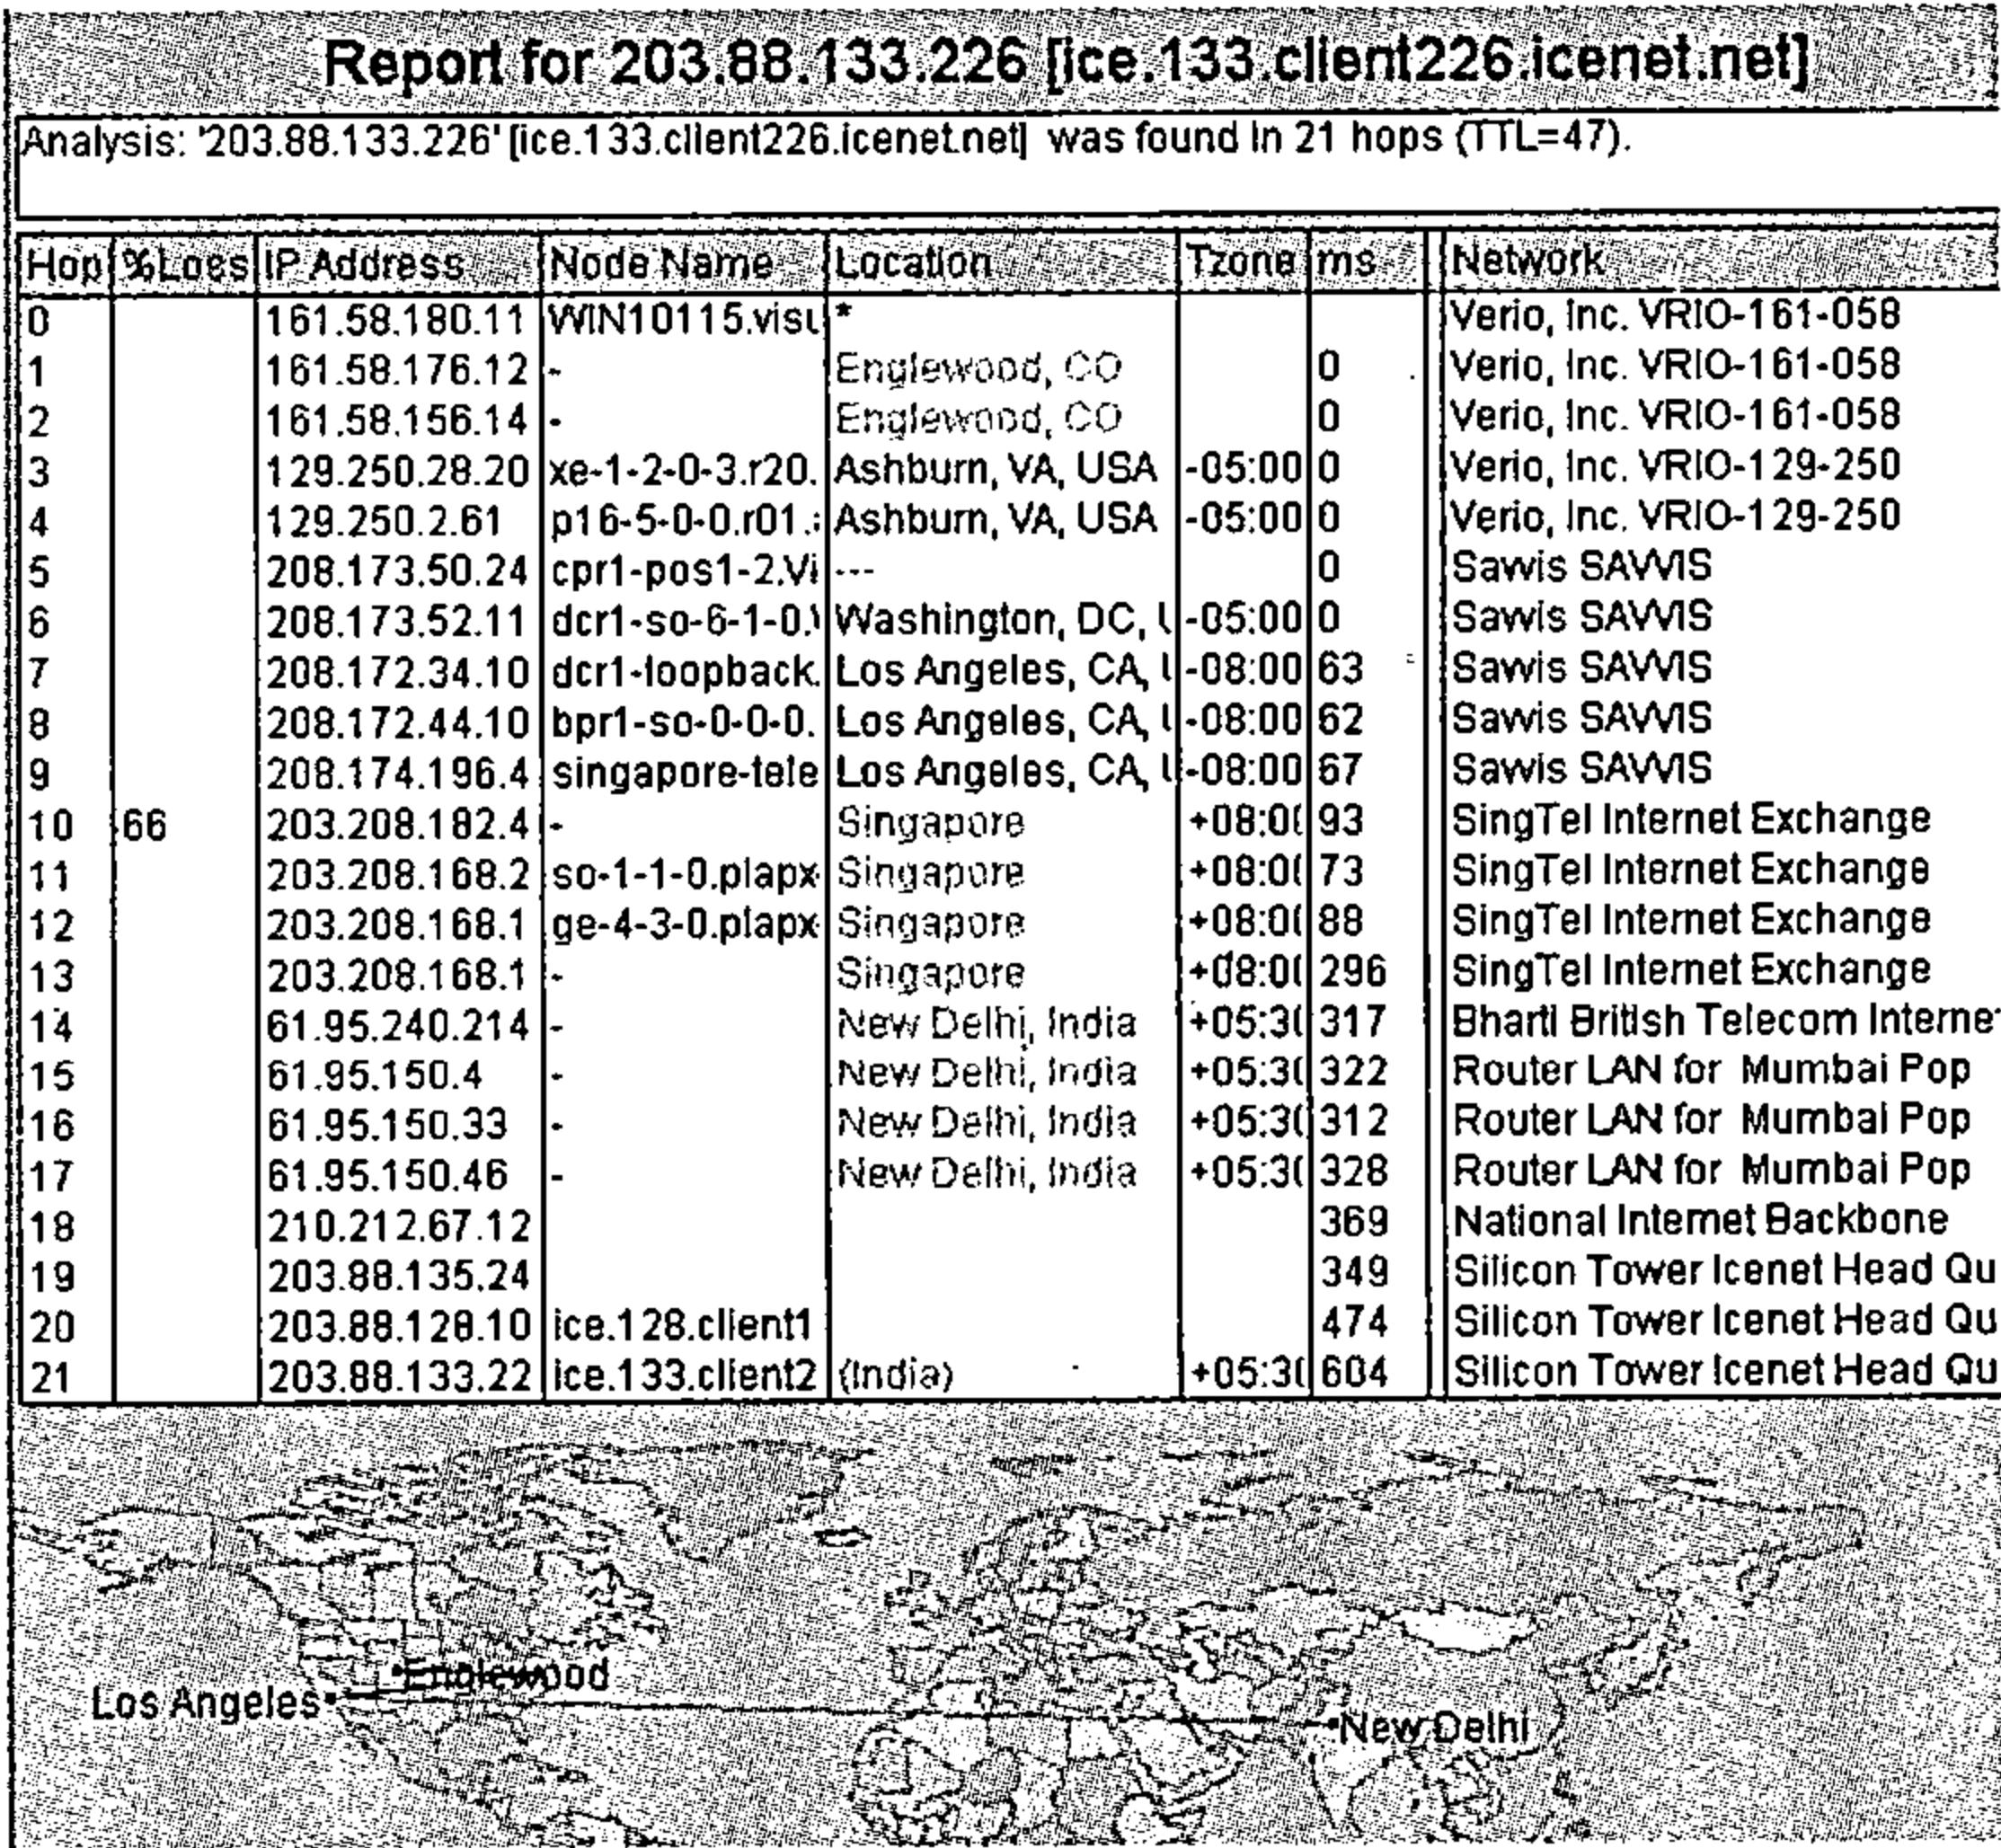 Report for 203.88.133.226 [ice.133.client226.icenet.net]
Analysis: '203.88.133.226' [ice.133.client226.icenet.net] was found in 21 hops (TTL=47).
Hop %Loss IP Address Node Name Location Tzone ms Network
0 161.58.180.11 WIN10115.visu * Verio, Inc. VRIO-161-058
1 161.58.176.12 - Englewood, CO 0 Verio, Inc. VRIO-161-058
2 161.58.156.14 - Englewood, CO 0 Verio, Inc. VRIO-161-058
3 129.250.28.20 xe-1-2-0-3.r20. Ashburn, VA, USA -05:00 0 Verio, Inc. VRIO-129-250
4 129.250.2.61 p16-5-0-0.r01. Ashburn, VA, USA -05:00 0 Verio, Inc. VRIO-129-250
5 208.173.50.24 cpr1-pos1-2.Vi --- 0 Savvis SAVVIS
6 208.173.52.11 dcr1-so-6-1-0. Washington, DC, -05:00 0 Savvis SAVVIS
7 208.172.34.10 dcr1-loopback. Los Angeles, CA, -08:00 63 Savvis SAVVIS
8 208.172.44.10 bpr1-so-0-0-0. Los Angeles, CA, -08:00 62 Savvis SAVVIS
9 208.174.196.4 singapore-tele Los Angeles, CA, -08:00 67 Savvis SAVVIS
10 66 203.208.182.4 - Singapore +08:0 93 SingTel Internet Exchange
11 203.208.168.2 so-1-1-0.plapx Singapore +08:0 73 SingTel Internet Exchange
12 203.208.168.1 ge-4-3-0.plapx Singapore +08:0 88 SingTel Internet Exchange
13 203.208.168.1 - Singapore +08:0 296 SingTel Internet Exchange
14 61.95.240.214 - New Delhi, India +05:3 317 Bharti British Telecom Interne
15 61.95.150.4 - New Delhi, India +05:3 322 Router LAN for Mumbai Pop
16 61.95.150.33 - New Delhi, India +05:3 312 Router LAN for Mumbai Pop
17 61.95.150.46 - New Delhi, India +05:3 328 Router LAN for Mumbai Pop
18 210.212.67.12 369 National Internet Backbone
19 203.88.135.24 349 Silicon Tower Icenet Head Qu
20 203.88.128.10 ice.128.client1 474 Silicon Tower Icenet Head Qu
21 203.88.133.22 ice.133.client2 (India) +05:3 604 Silicon Tower Icenet Head Qu
Englewood
Los Angeles
New Delhi